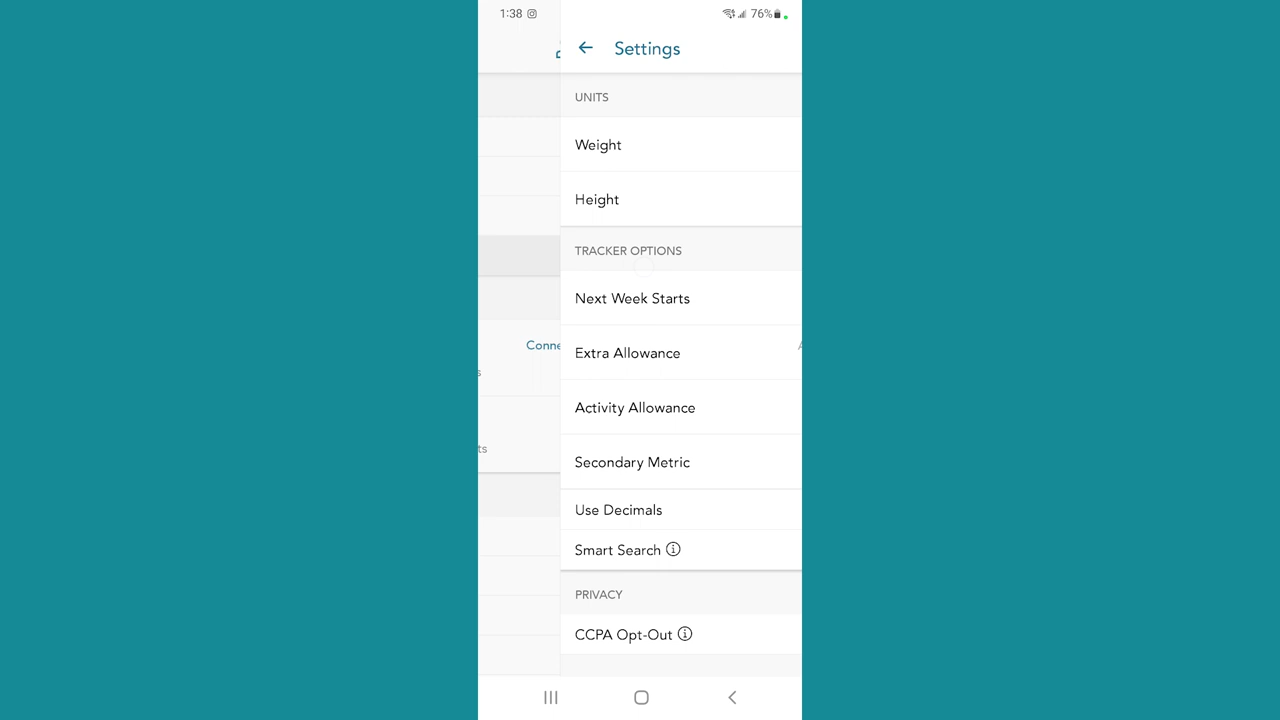 1:38
76%
Settings
UNITS
Weight
Height
TRACKER OPTIONS
Next Week Starts
Conne
Extra Allowance
s
Activity Allowance
ts
Secondary Metric
Use Decimals
Smart Search
PRIVACY
CCPA Opt-Out